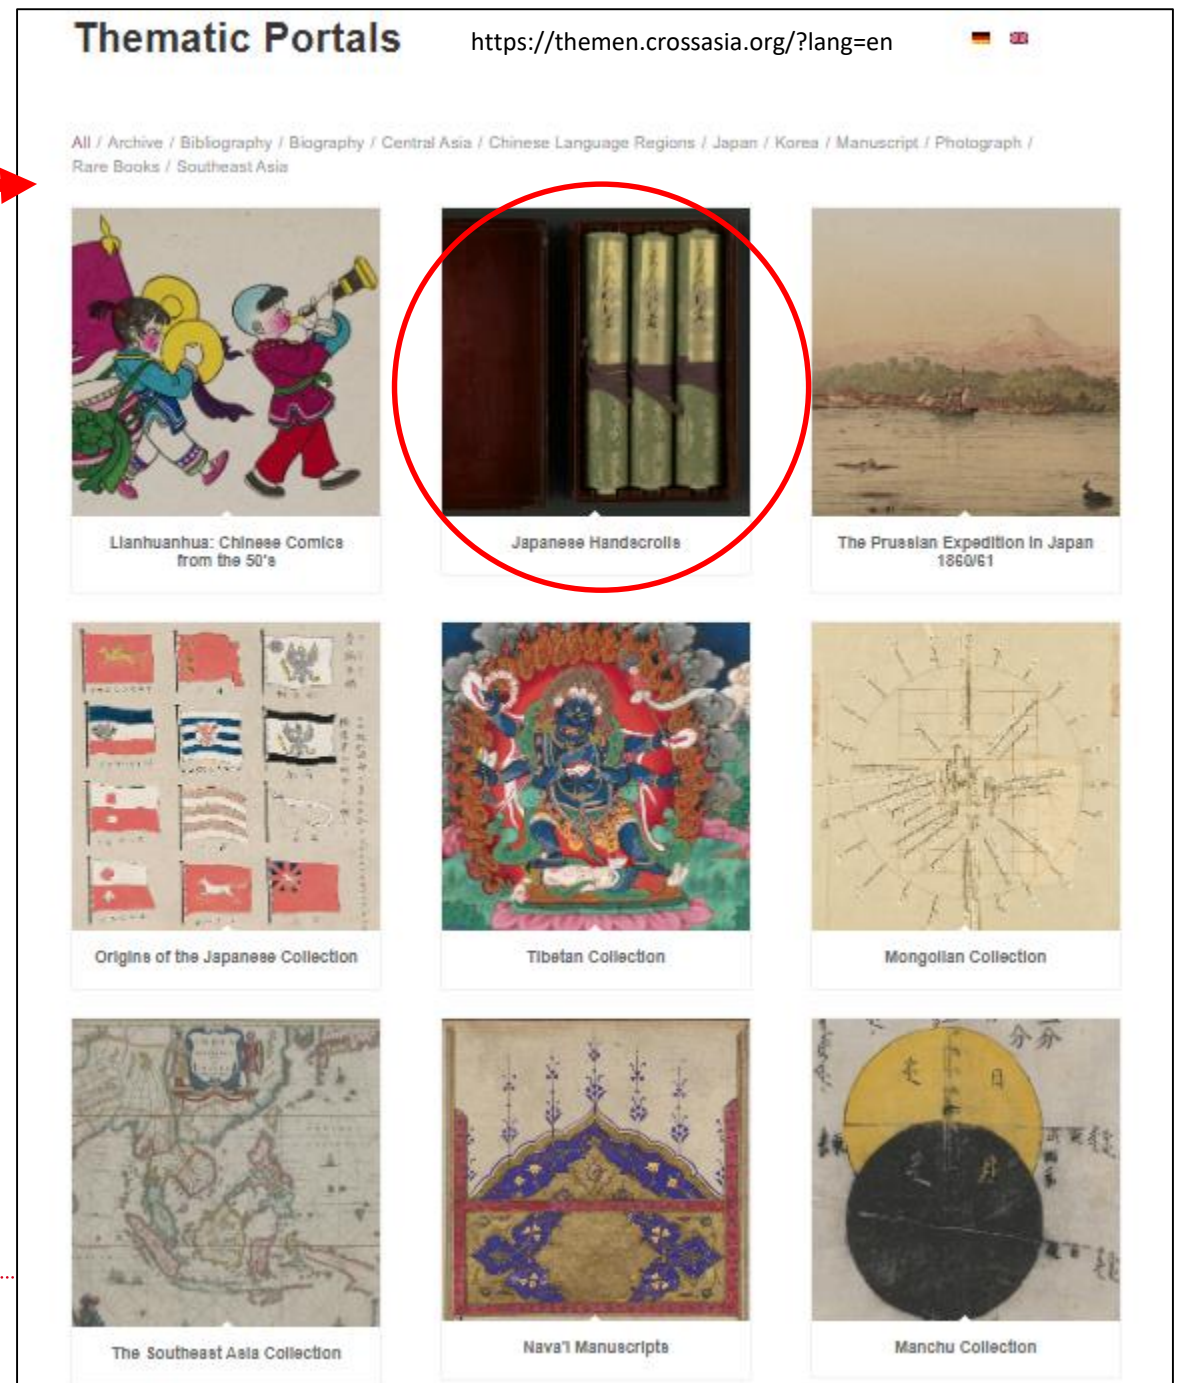 Thematic Portals
https://themen.crossasia.org/?lang=en
All / Archive / Bibliography / Biography / Central Asia / Chinese Language Regions / Japan / Korea / Manuscript / Photograph /
Rare Books / Southeast Asia
Lianhuanhua: Chinese Comics
from the 50's
Japanese Handscrolls
The Prussian Expedition in Japan
1860/61
Origins of the Japanese Collection
Tibetan Collection
Mongolian Collection
分分
日
The Southeast Asia Collection
Nava'i Manuscripts
Manchu Collection